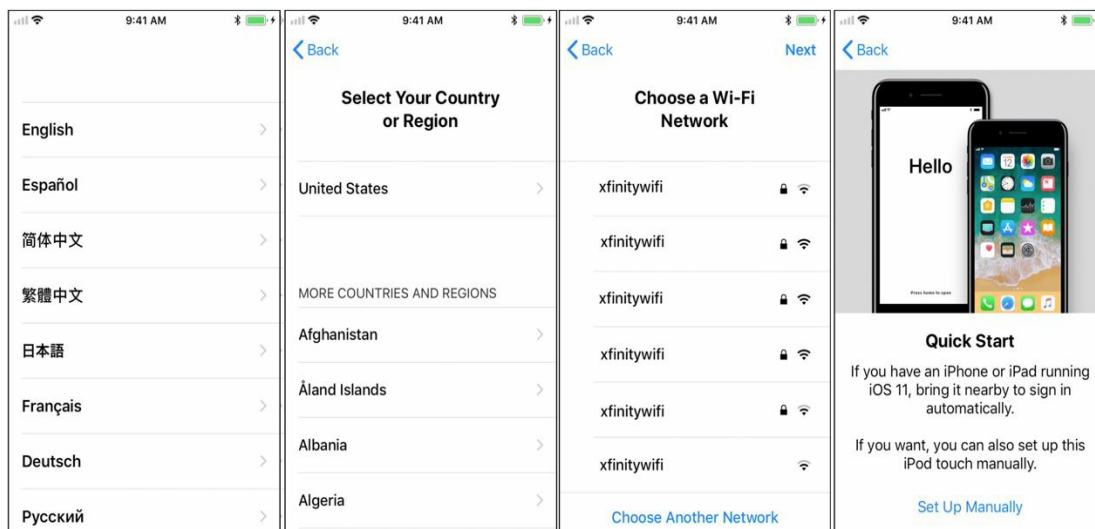 9:41 AM
English
Español
简体中文
繁體中文
日本語
Français
Deutsch
Русский
9:41 AM
Back
Select Your Country
or Region
United States
MORE COUNTRIES AND REGIONS
Afghanistan
Åland Islands
Albania
Algeria
9:41 AM
Back
Next
Choose a Wi-Fi
Network
xfinitywifi
xfinitywifi
xfinitywifi
xfinitywifi
xfinitywifi
xfinitywifi
Choose Another Network
9:41 AM
Back
Hello
Press home to open
12
Quick Start
If you have an iPhone or iPad running
iOS 11, bring it nearby to sign in
automatically.
If you want, you can also set up this
iPod touch manually.
Set Up Manually